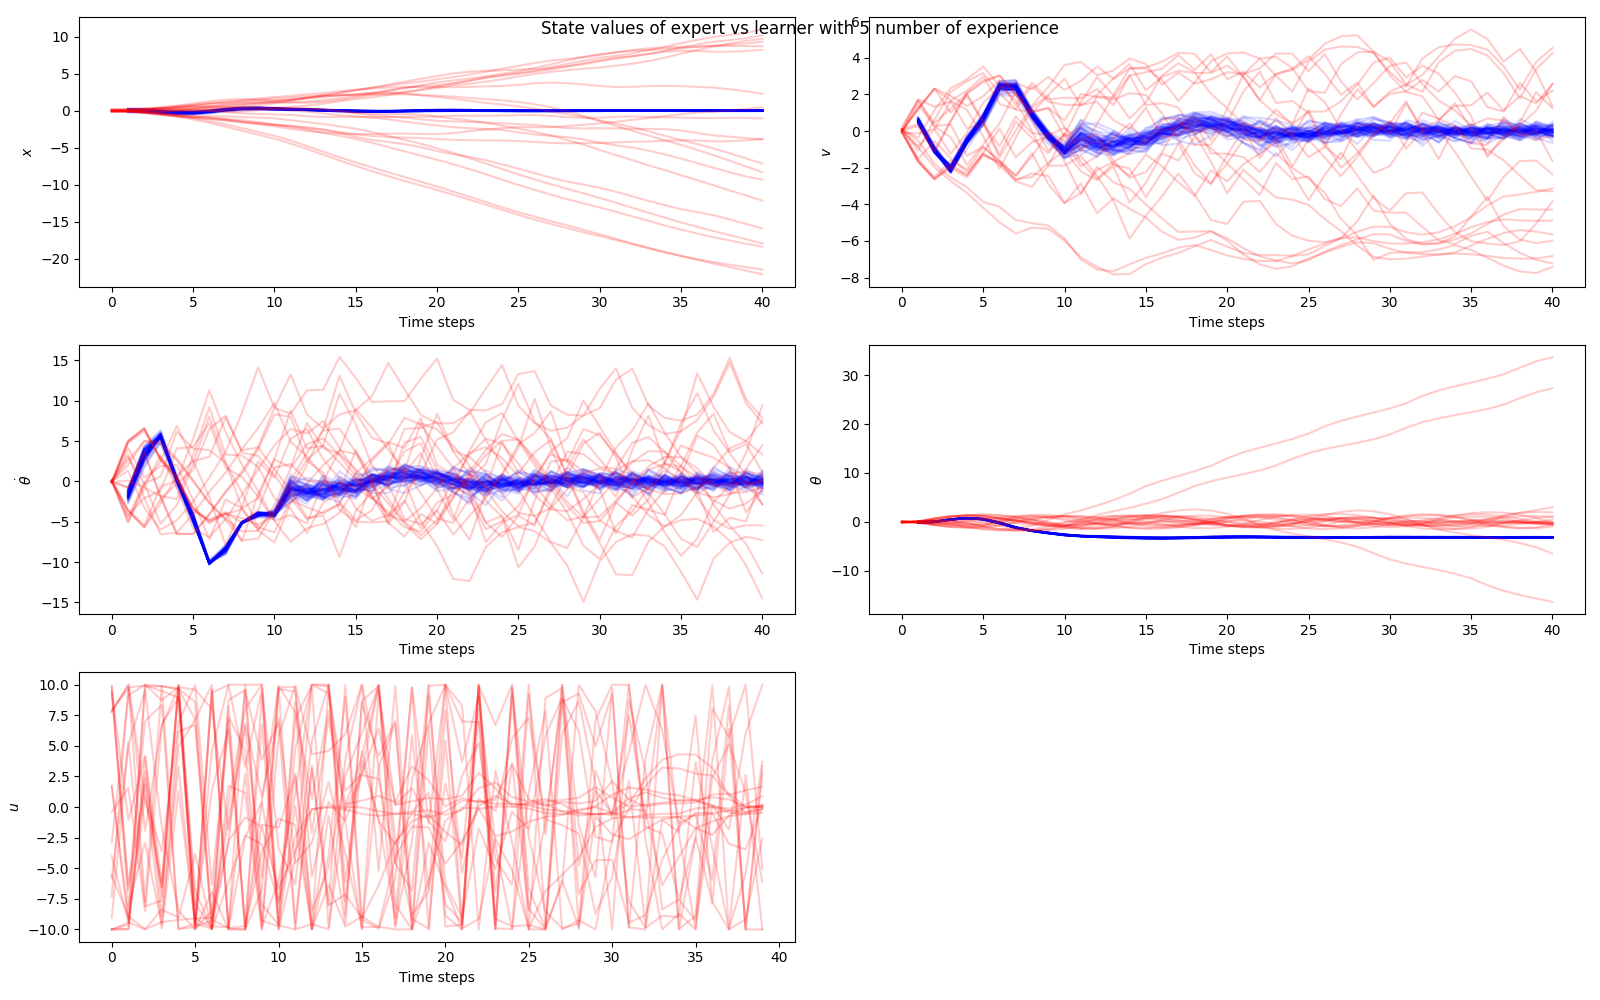 State values of expert vs learner with 5 number of experience
10
5
0
−5
−10
−15
−20
x
0 5 10 15 20 25 30 35 40
Time steps
6
4
2
0
−2
−4
−6
−8
v
0 5 10 15 20 25 30 35 40
Time steps
15
10
5
0
−5
−10
−15
θ̇
0 5 10 15 20 25 30 35 40
Time steps
30
20
10
0
−10
θ
0 5 10 15 20 25 30 35 40
Time steps
10.0
7.5
5.0
2.5
0.0
−2.5
−5.0
−7.5
−10.0
u
0 5 10 15 20 25 30 35 40
Time steps